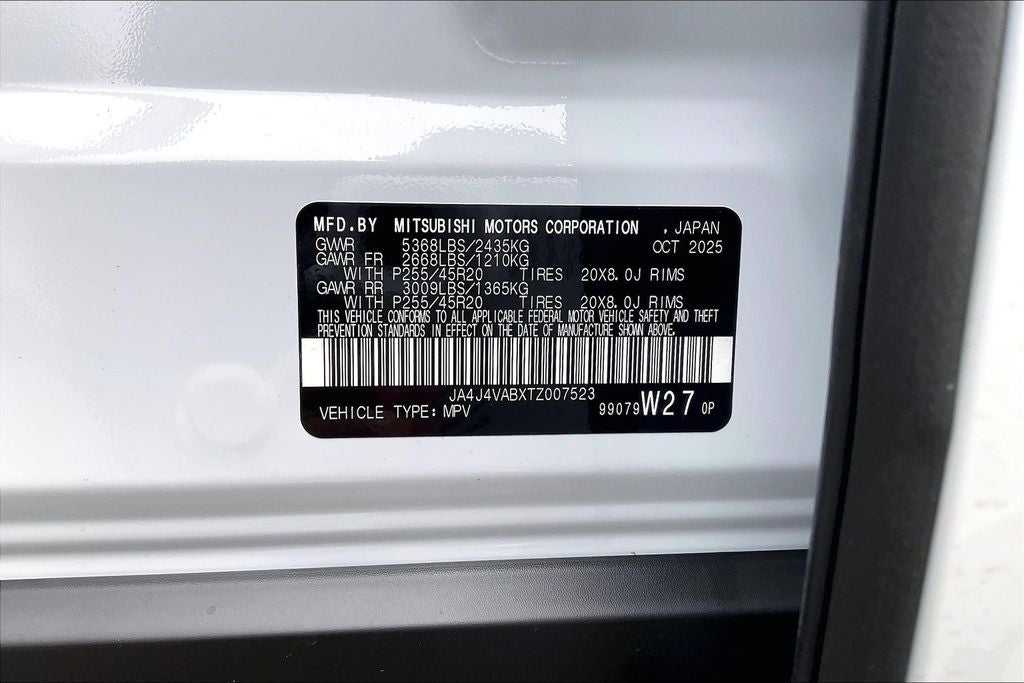 MFD.BY MITSUBISHI MOTORS CORPORATION , JAPAN
GVWR 5368LBS/2435KG OCT 2025
GAWR FR 2668LBS/1210KG
WITH P255/45R20 TIRES 20X8.0J RIMS
GAWR RR 3009LBS/1365KG
WITH P255/45R20 TIRES 20X8.0J RIMS
THIS VEHICLE CONFORMS TO ALL APPLICABLE FEDERAL MOTOR VEHICLE SAFETY AND THEFT
PREVENTION STANDARDS IN EFFECT ON THE DATE OF MANUFACTURE SHOWN ABOVE.
JA4J4VABXTZ007523
VEHICLE TYPE: MPV 99079 W27 0P